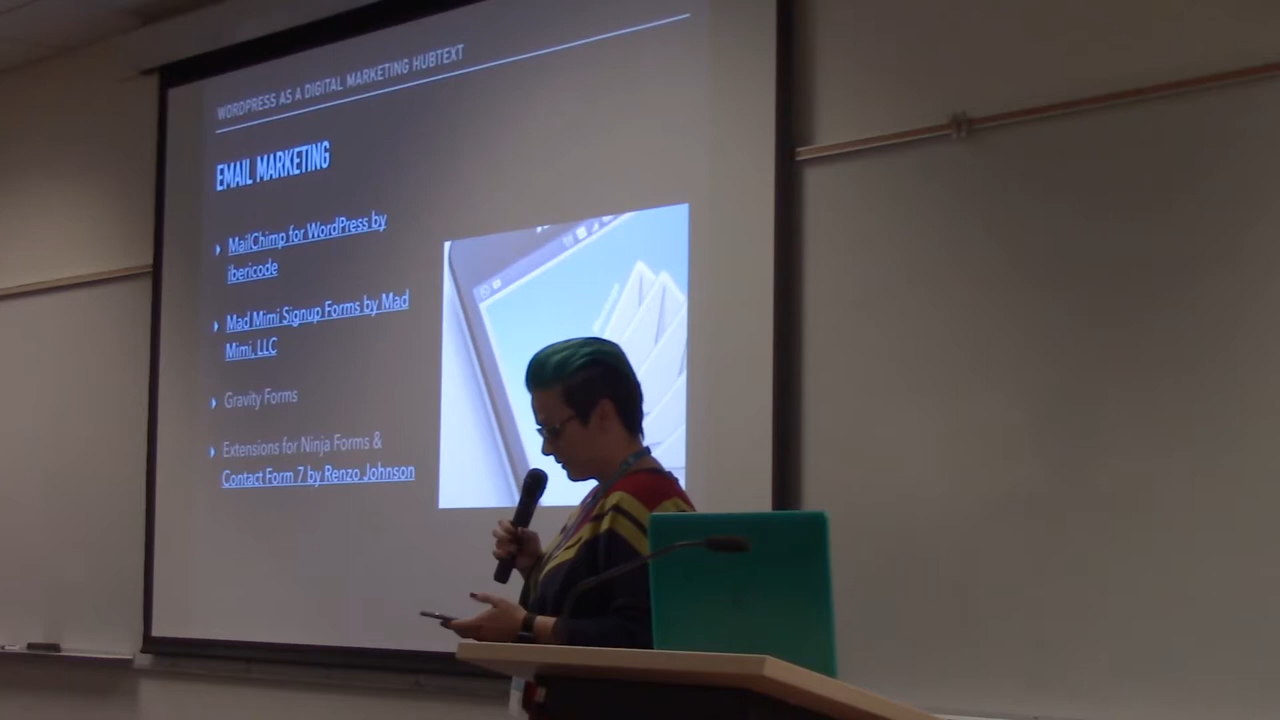 WORDPRESS AS A DIGITAL MARKETING HUBTEXT
EMAIL MARKETING
MailChimp for WordPress by
ibericode
Mad Mimi Signup Forms by Mad
Mimi, LLC
Gravity Forms
Extensions for Ninja Forms &
Contact Form 7 by Renzo Johnson